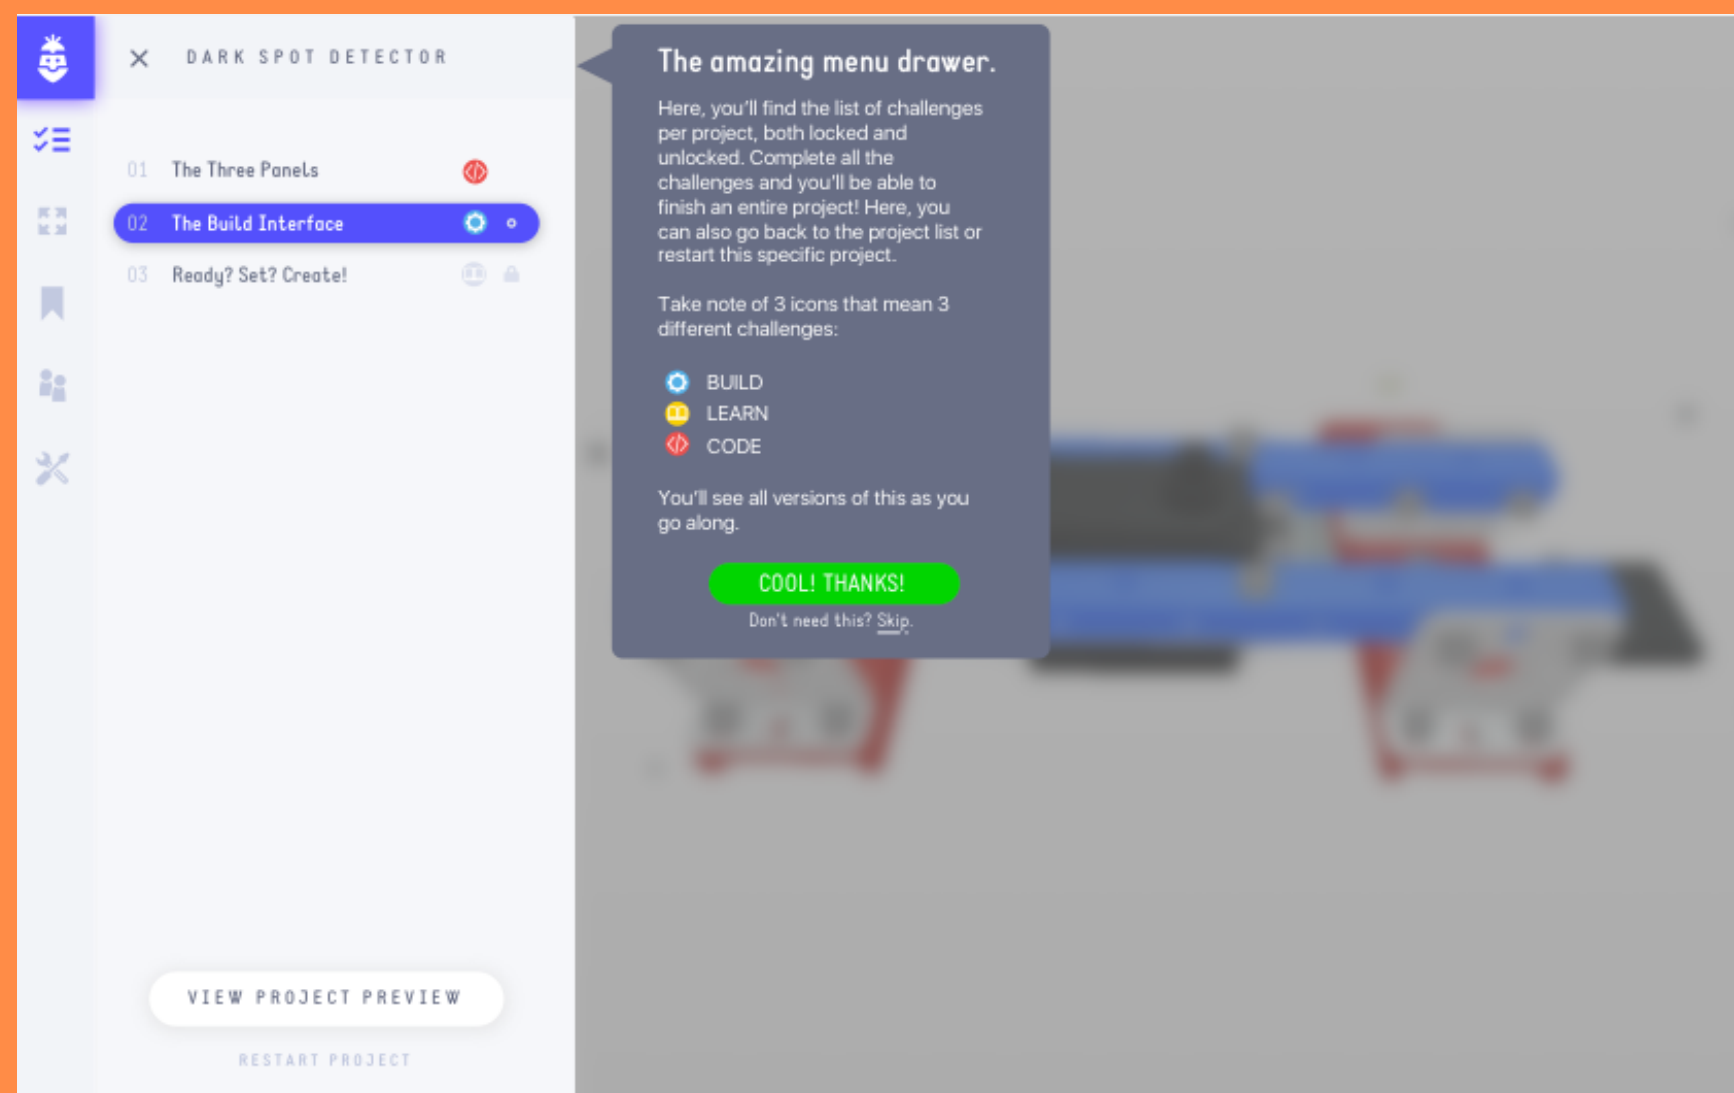 DARK SPOT DETECTOR
01 The Three Panels
02 The Build Interface
03 Ready? Set? Create!
VIEW PROJECT PREVIEW
RESTART PROJECT
The amazing menu drawer.
Here, you'll find the list of challenges
per project, both locked and
unlocked. Complete all the
challenges and you'll be able to
finish an entire project! Here, you
can also go back to the project list or
restart this specific project.
Take note of 3 icons that mean 3
different challenges:
BUILD
LEARN
CODE
You'll see all versions of this as you
go along.
COOL! THANKS!
Don't need this? Skip.